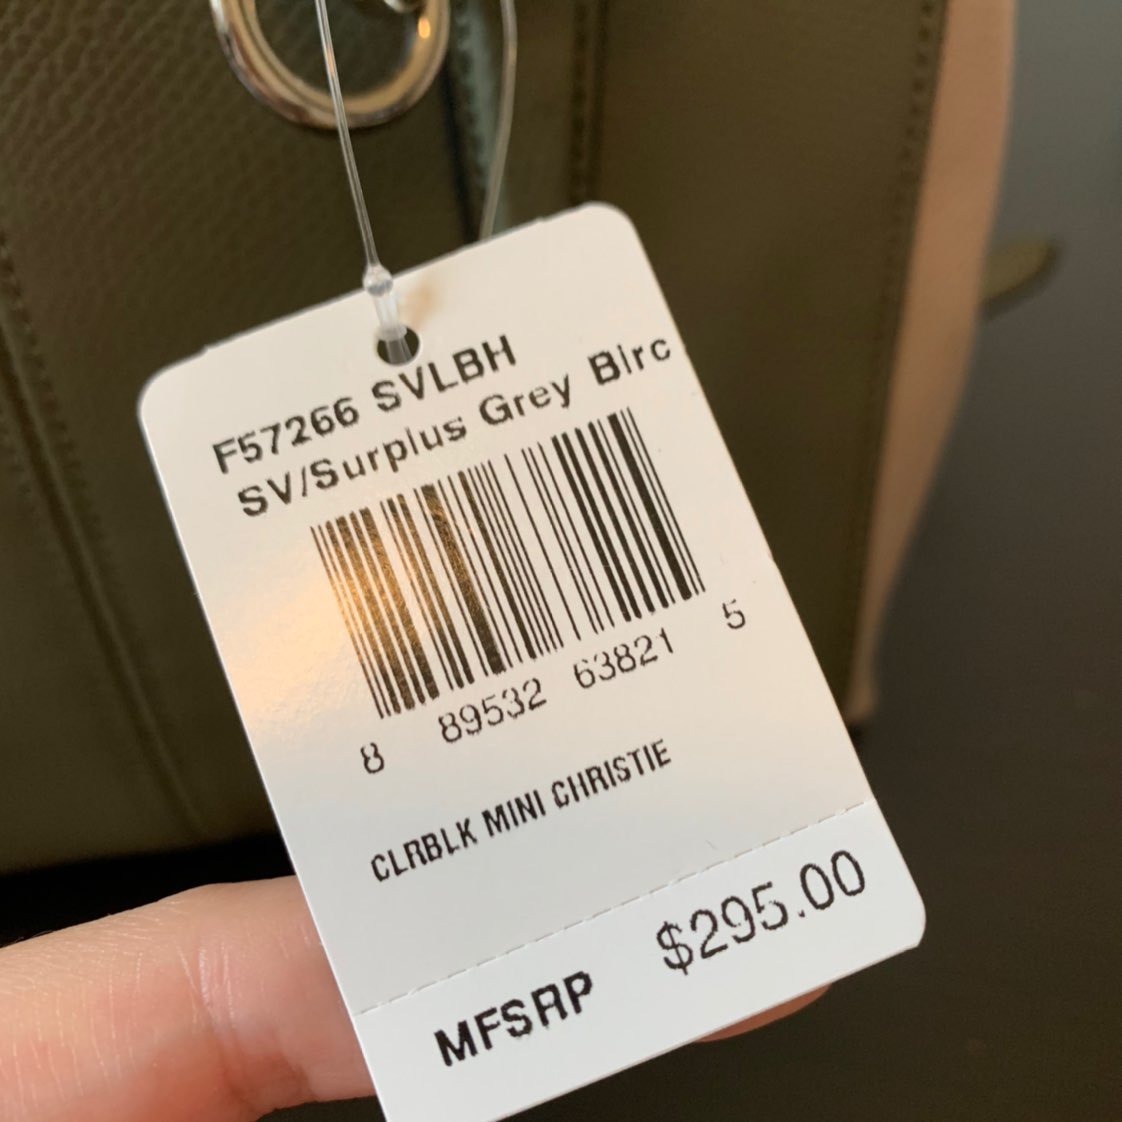 F57266 SVLBH
SV/Surplus Grey Birc
8 89532 63821 5
CLRBLK MINI CHRISTIE
$295.00
MFSRP